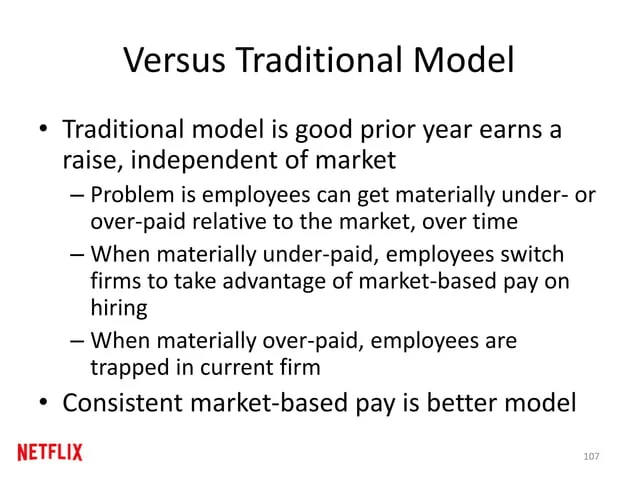 Versus Traditional Model
• Traditional model is good prior year earns a
raise, independent of market
– Problem is employees can get materially under- or
over-paid relative to the market, over time
– When materially under-paid, employees switch
firms to take advantage of market-based pay on
hiring
– When materially over-paid, employees are
trapped in current firm
• Consistent market-based pay is better model
NETFLIX
107